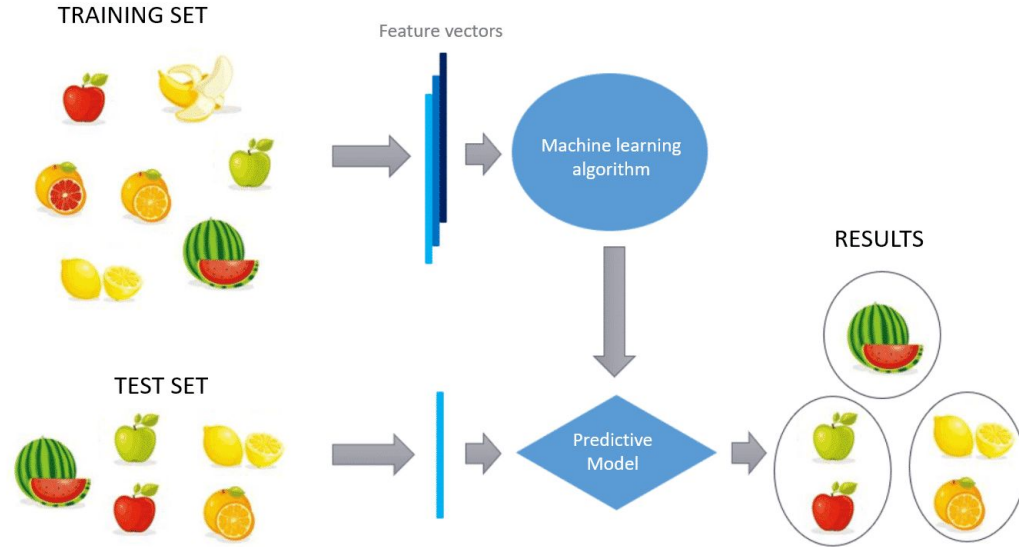 TRAINING SET
Feature vectors
Machine learning
algorithm
RESULTS
TEST SET
Predictive
Model